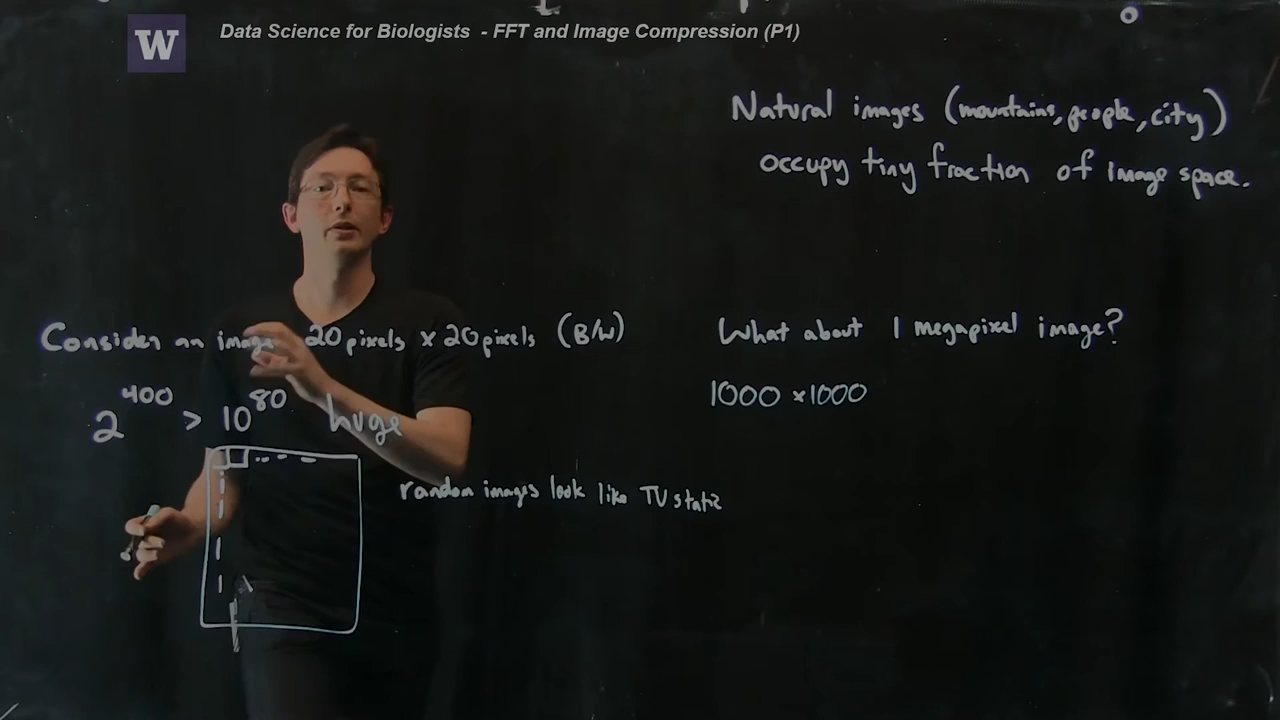 W
Data Science for Biologists - FFT and Image Compression (P1)
Natural images (mountains, people, city)
occupy tiny fraction of image space.
Consider an image 20 pixels × 20 pixels (B/W)
2^400 > 10^80 huge
random images look like TV static
What about 1 megapixel image?
1000 × 1000